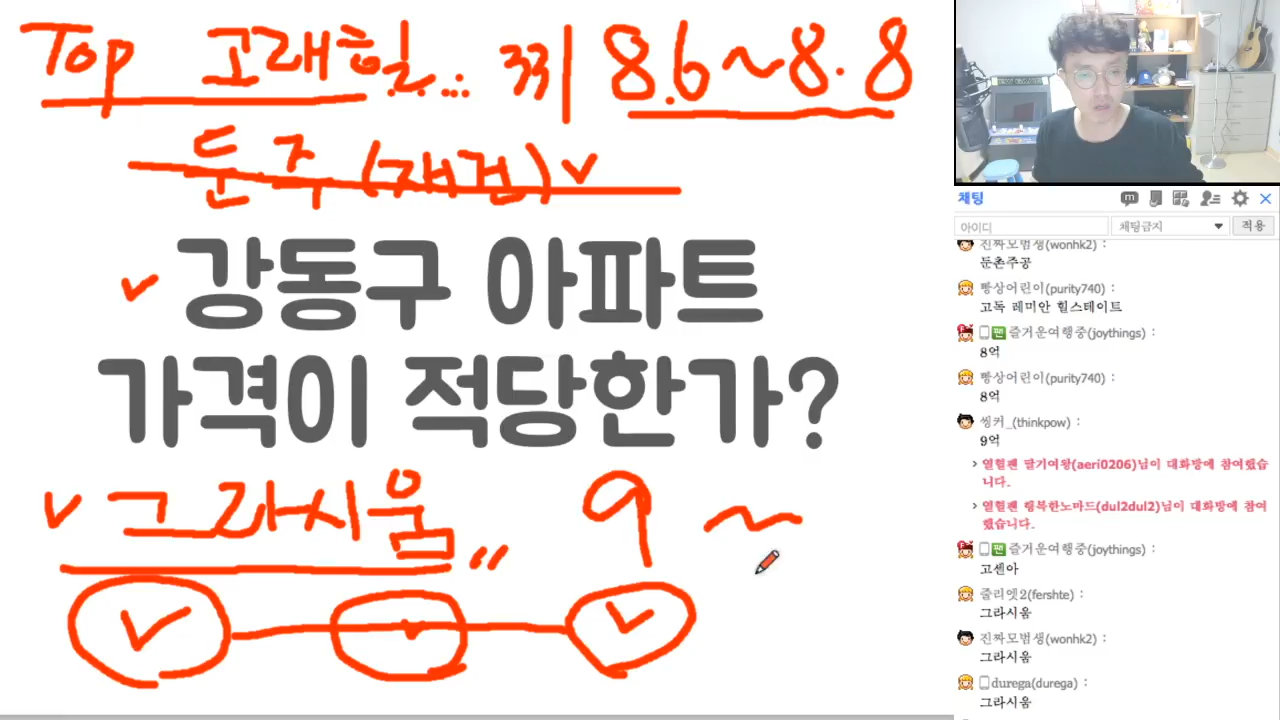 Top 고래힐... 찌 8.6~8.8
둔주 (재건) ✓
✓ 강동구 아파트
가격이 적당한가?
✓ 그라시움 ,, 9 ~
채팅
아이디
채팅금지
적용
진짜모범생(wonhk2) :
둔촌주공
빵상어린이(purity740) :
고독 레미안 힐스테이트
F 팬 즐거운여행중(joythings) :
8억
빵상어린이(purity740) :
8억
씽커_(thinkpow) :
9억
> 열혈팬 딸기여왕(aeri0206)님이 대화방에 참여했습
니다.
> 열혈팬 행복한노마드(dul2dul2)님이 대화방에 참여
했습니다.
F 팬 즐거운여행중(joythings) :
고센아
줄리엣2(fershte) :
그라시움
진짜모범생(wonhk2) :
그라시움
durega(durega) :
그라시움